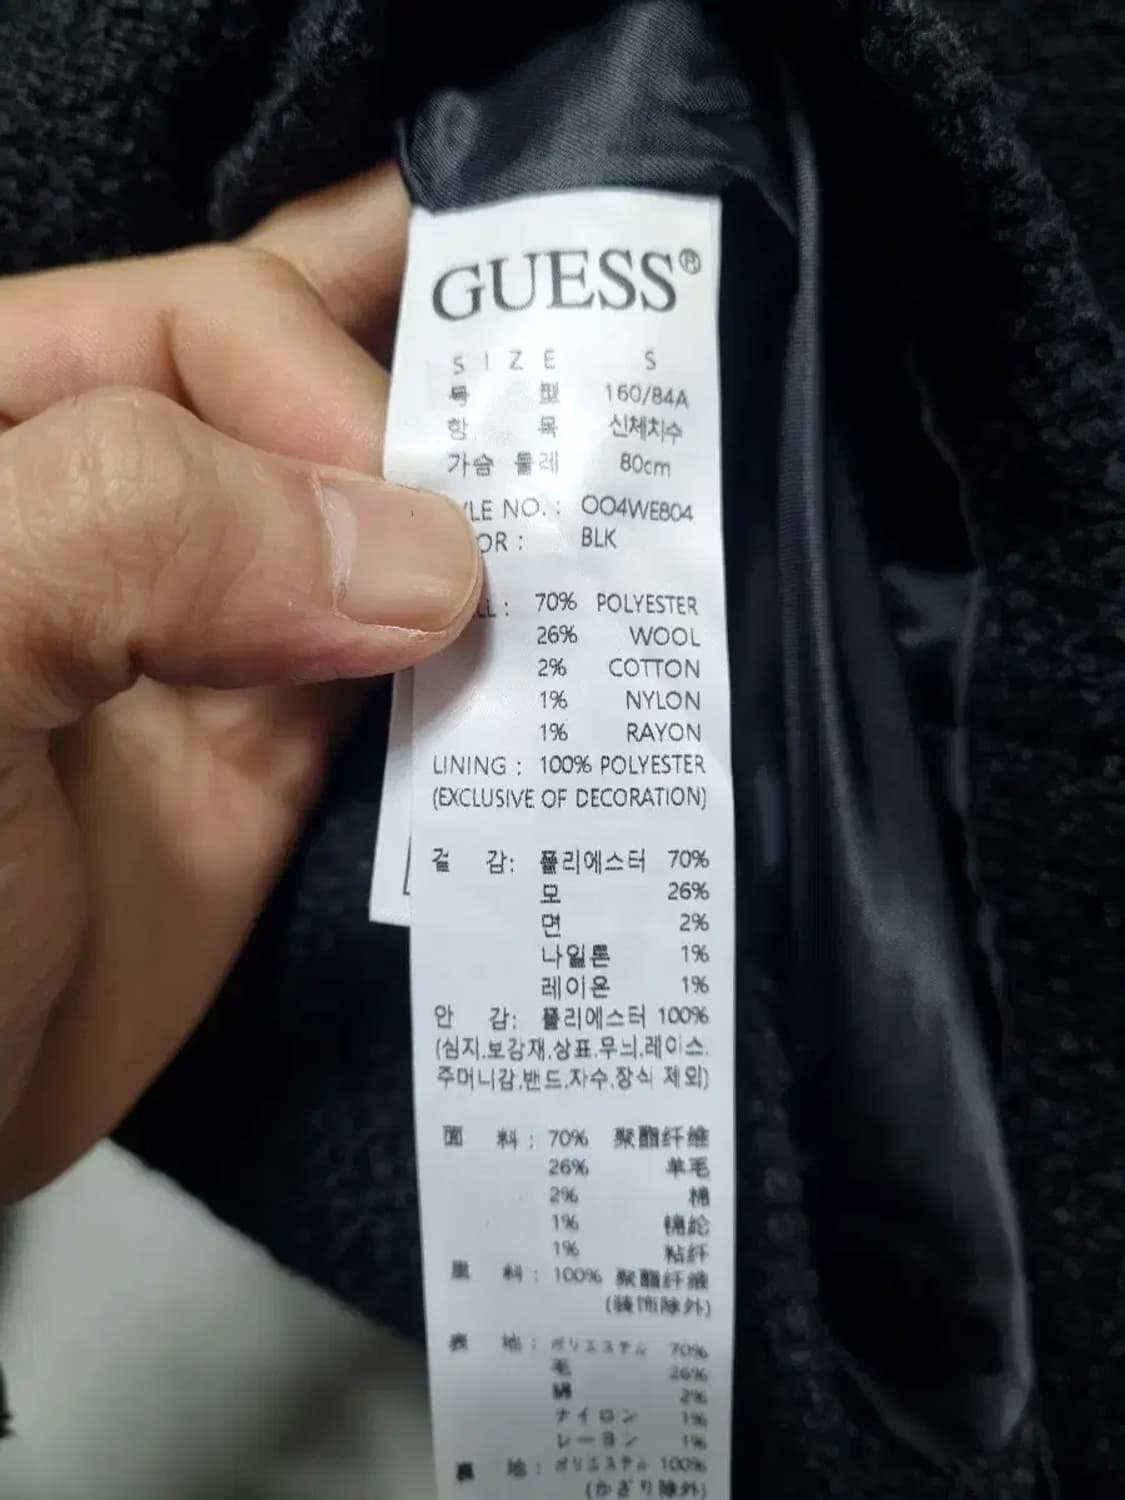 GUESS®
SIZE S
号型 160/84A
항목 신체치수
가슴 둘레 80cm
YLE NO. : OO4WE804
OR : BLK
LL : 70% POLYESTER
26% WOOL
2% COTTON
1% NYLON
1% RAYON
LINING : 100% POLYESTER
(EXCLUSIVE OF DECORATION)
겉감: 폴리에스터 70%
모 26%
면 2%
나일론 1%
레이온 1%
안감: 폴리에스터 100%
(심지,보강재,상표,무늬,레이스,
주머니감,밴드,자수,장식 제외)
面料: 70% 聚酯纤维
26% 羊毛
2% 棉
1% 锦纶
1% 粘纤
里料: 100% 聚酯纤维
(装饰除外)
表地: ポリエステル 70%
毛 26%
綿 2%
ナイロン 1%
レーヨン 1%
裏地: ポリエステル 100%
(かざり除外)